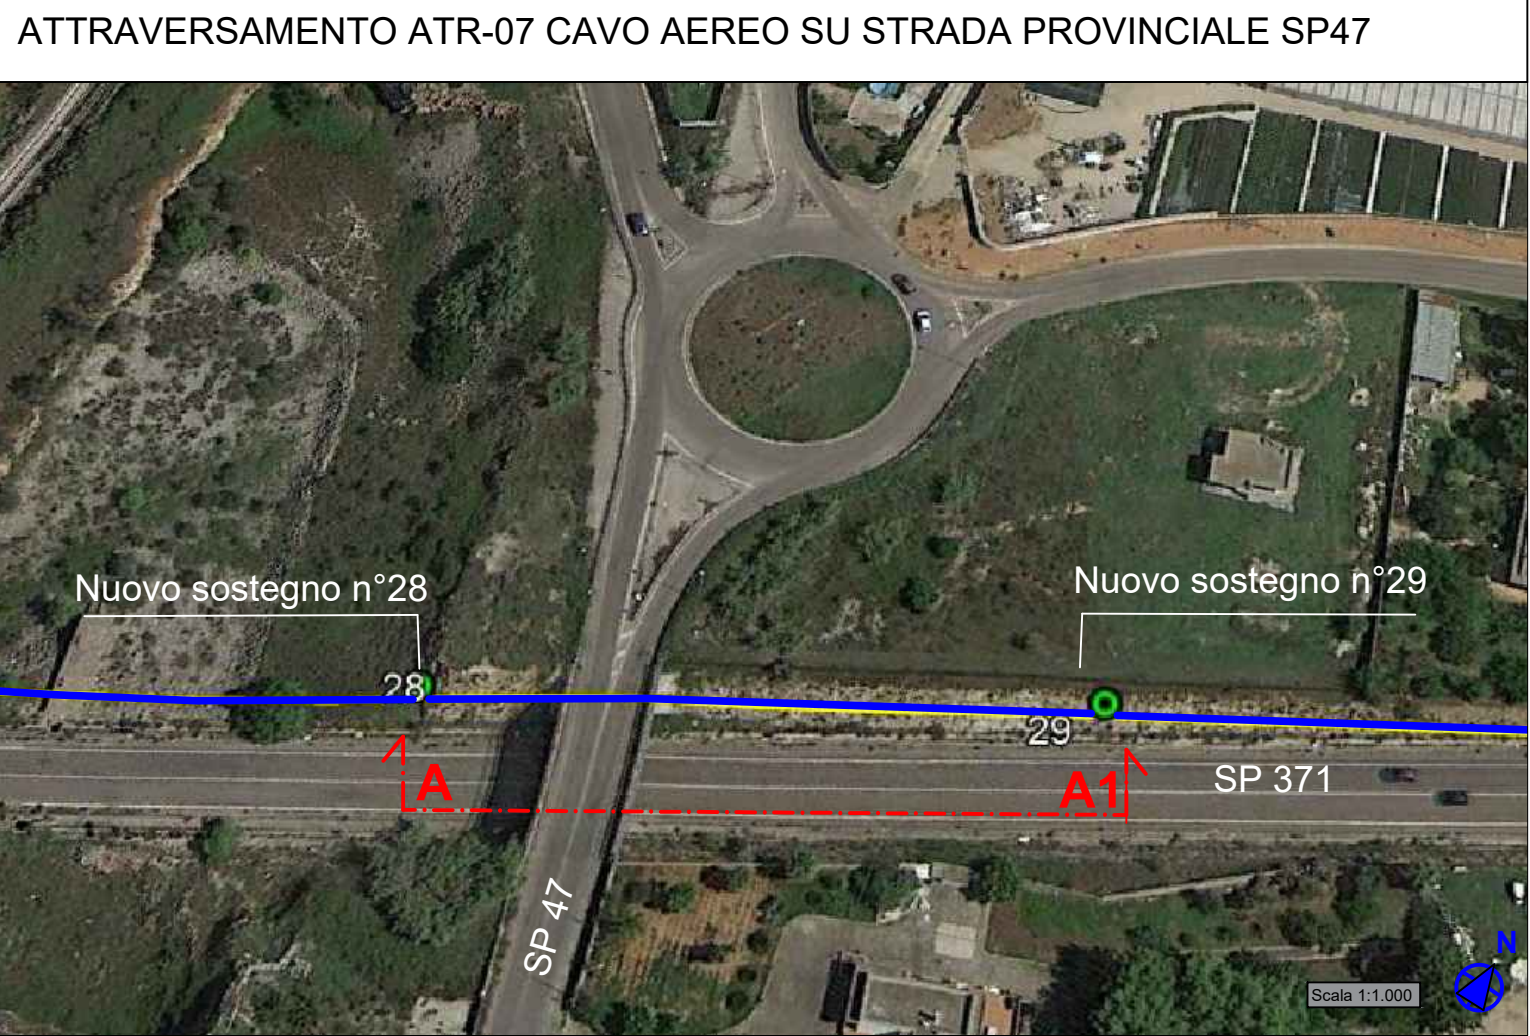 ATTRAVERSAMENTO ATR-07 CAVO AEREO SU STRADA PROVINCIALE SP47
Nuovo sostegno n°28
Nuovo sostegno n°29
28
29
A
A1
SP 371
SP 47
N
Scala 1:1.000